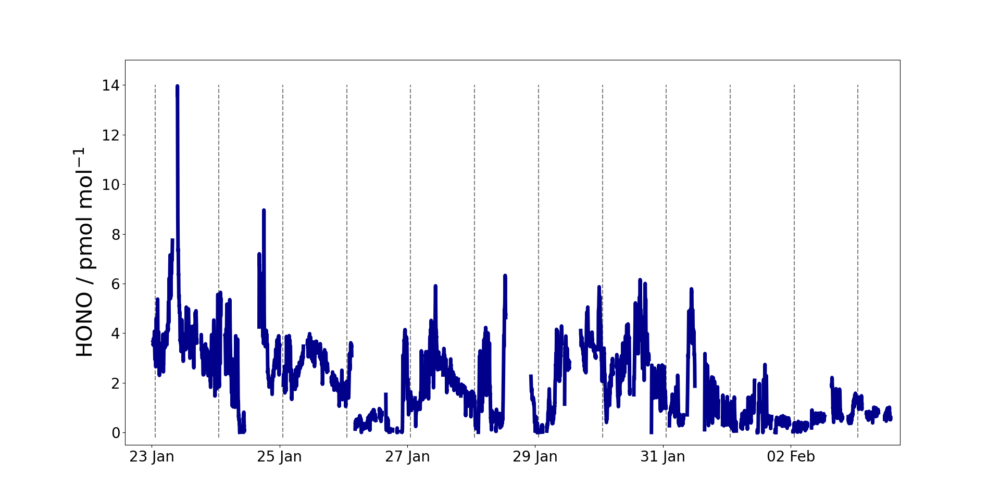 HONO / pmol mol⁻¹
14
12
10
8
6
4
2
0
23 Jan
25 Jan
27 Jan
29 Jan
31 Jan
02 Feb